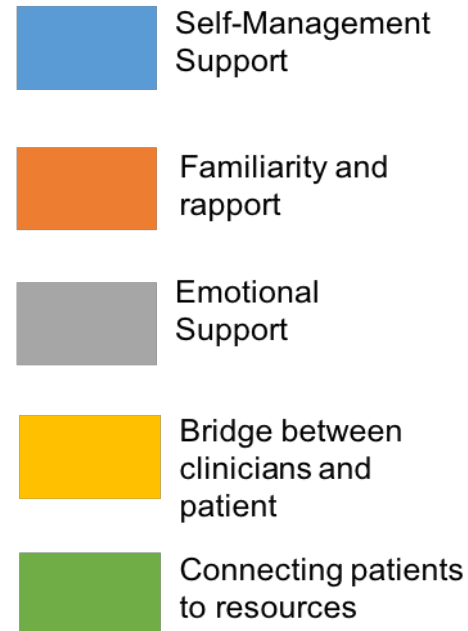 Self-Management
Support
Familiarity and
rapport
Emotional
Support
Bridge between
clinicians and
patient
Connecting patients
to resources